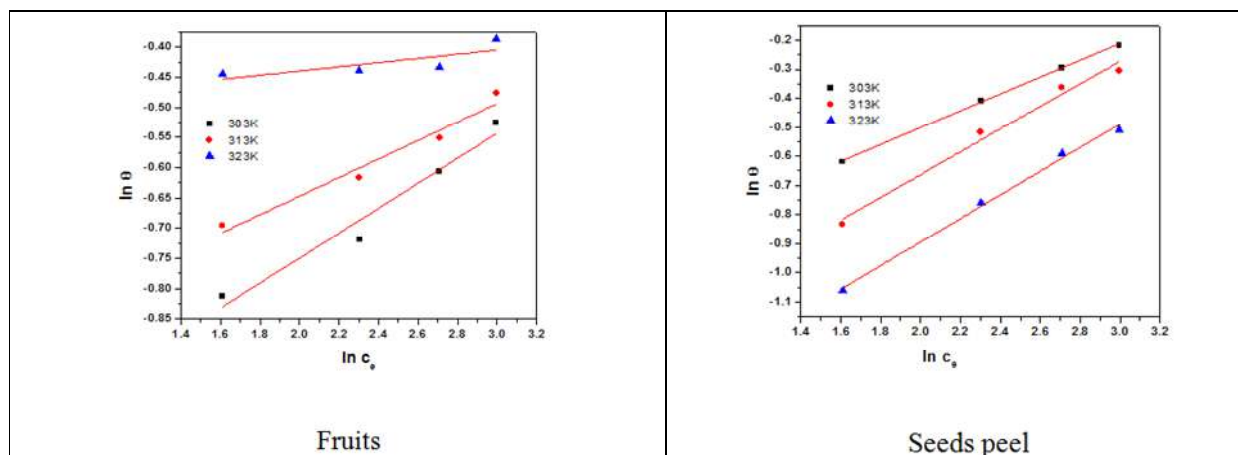 -0.40
-0.45
-0.50
-0.55
-0.60
-0.65
-0.70
-0.75
-0.80
-0.85
ln θ
303K
313K
323K
1.4 1.6 1.8 2.0 2.2 2.4 2.6 2.8 3.0 3.2
ln cₑ
Fruits
-0.2
-0.3
-0.4
-0.5
-0.6
-0.7
-0.8
-0.9
-1.0
-1.1
ln θ
303K
313K
323K
1.4 1.6 1.8 2.0 2.2 2.4 2.6 2.8 3.0 3.2
ln cₑ
Seeds peel